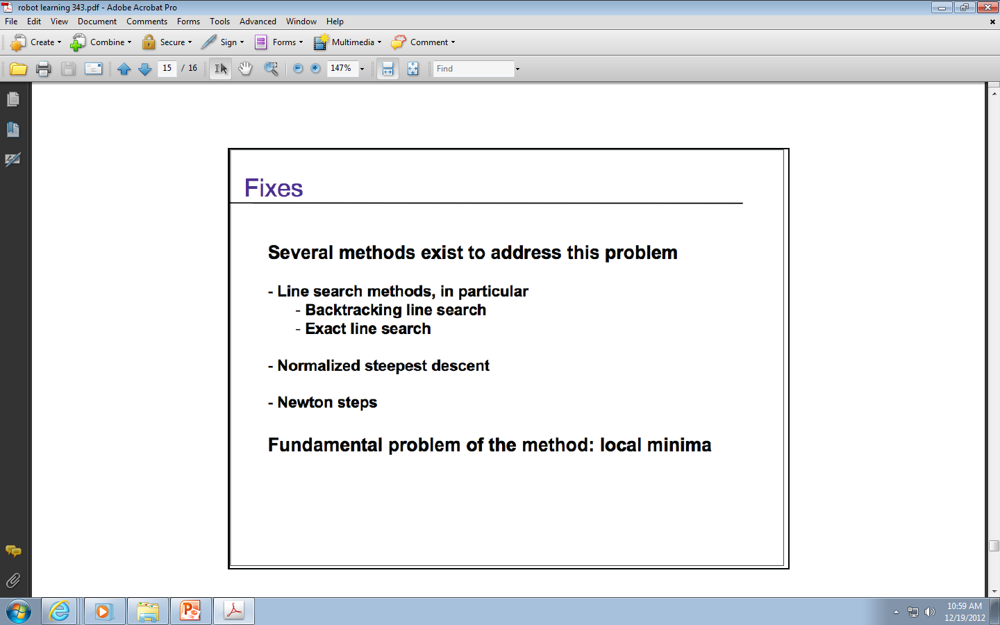 robot learning 343.pdf - Adobe Acrobat Pro
File Edit View Document Comments Forms Tools Advanced Window Help
Create Combine Secure Sign Forms Multimedia Comment
15 / 16 147% Find
Fixes
Several methods exist to address this problem
- Line search methods, in particular
- Backtracking line search
- Exact line search
- Normalized steepest descent
- Newton steps
Fundamental problem of the method: local minima
10:59 AM
12/19/2012